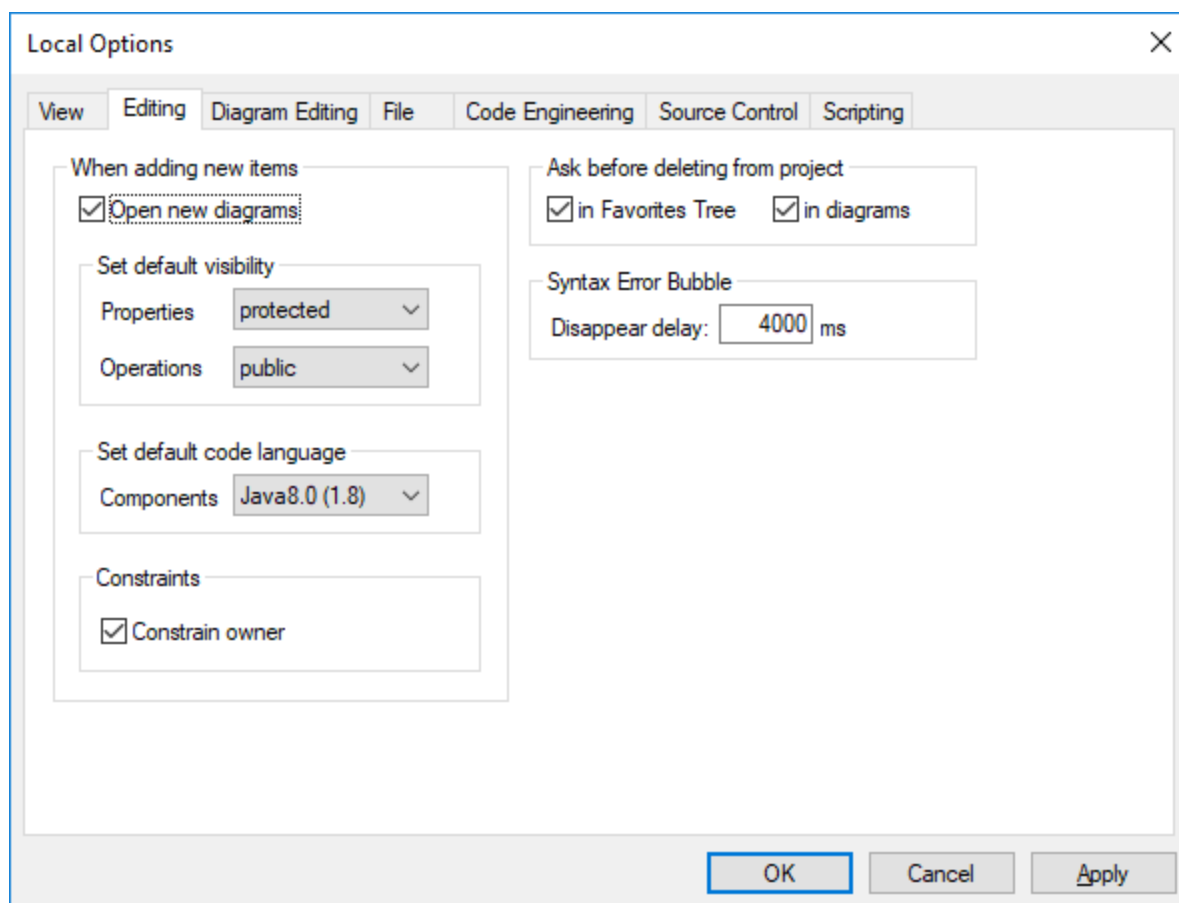 Local Options
View Editing Diagram Editing File Code Engineering Source Control Scripting
When adding new items
Open new diagrams
Set default visibility
Properties protected
Operations public
Set default code language
Components Java8.0 (1.8)
Constraints
Constrain owner
Ask before deleting from project
in Favorites Tree in diagrams
Syntax Error Bubble
Disappear delay: 4000 ms
OK Cancel Apply